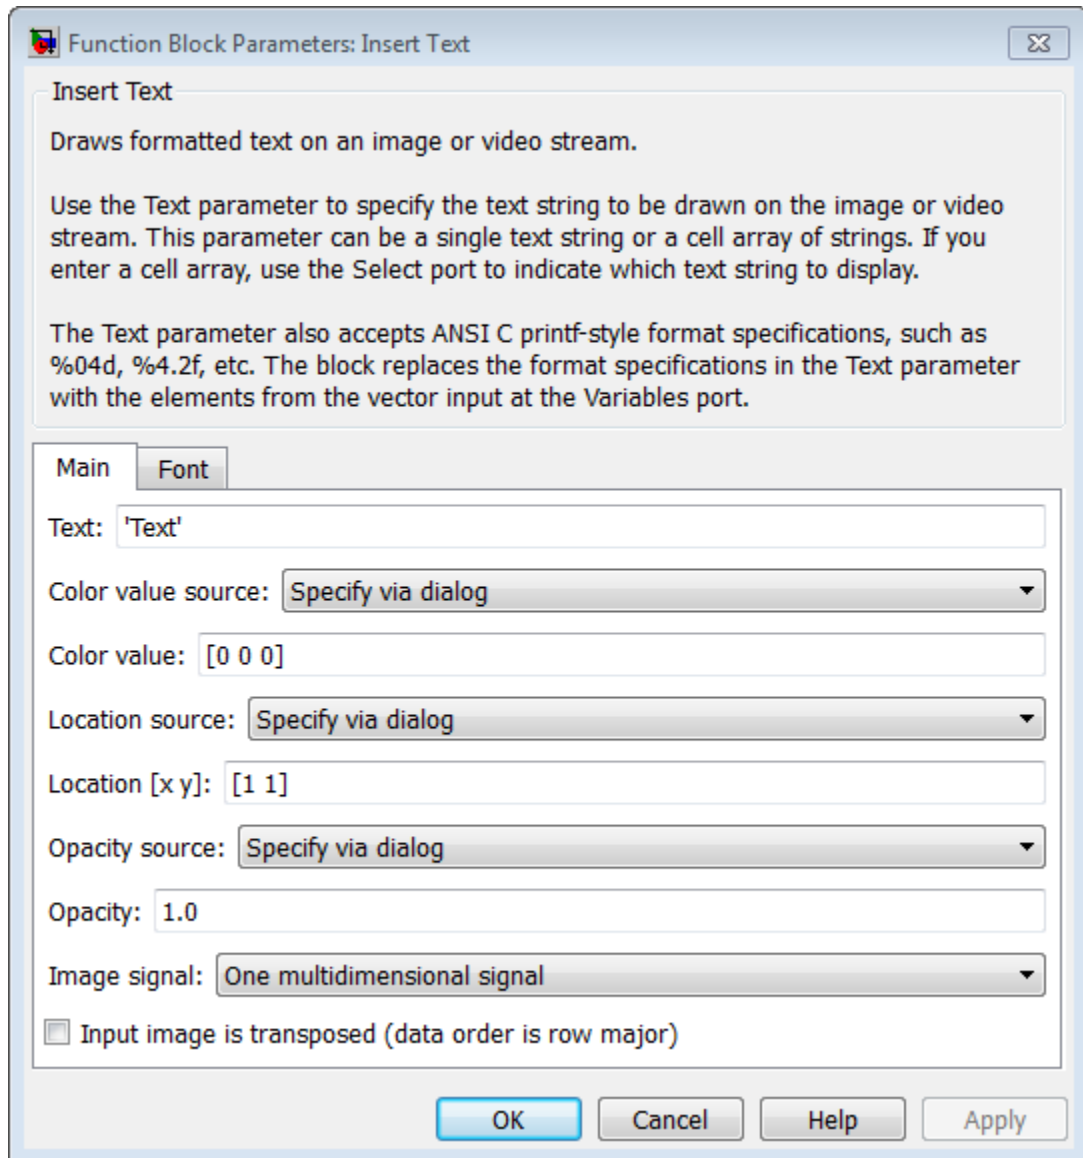 Function Block Parameters: Insert Text
Insert Text
Draws formatted text on an image or video stream.
Use the Text parameter to specify the text string to be drawn on the image or video
stream. This parameter can be a single text string or a cell array of strings. If you
enter a cell array, use the Select port to indicate which text string to display.
The Text parameter also accepts ANSI C printf-style format specifications, such as
%04d, %4.2f, etc. The block replaces the format specifications in the Text parameter
with the elements from the vector input at the Variables port.
Main Font
Text: 'Text'
Color value source: Specify via dialog
Color value: [0 0 0]
Location source: Specify via dialog
Location [x y]: [1 1]
Opacity source: Specify via dialog
Opacity: 1.0
Image signal: One multidimensional signal
Input image is transposed (data order is row major)
OK Cancel Help Apply